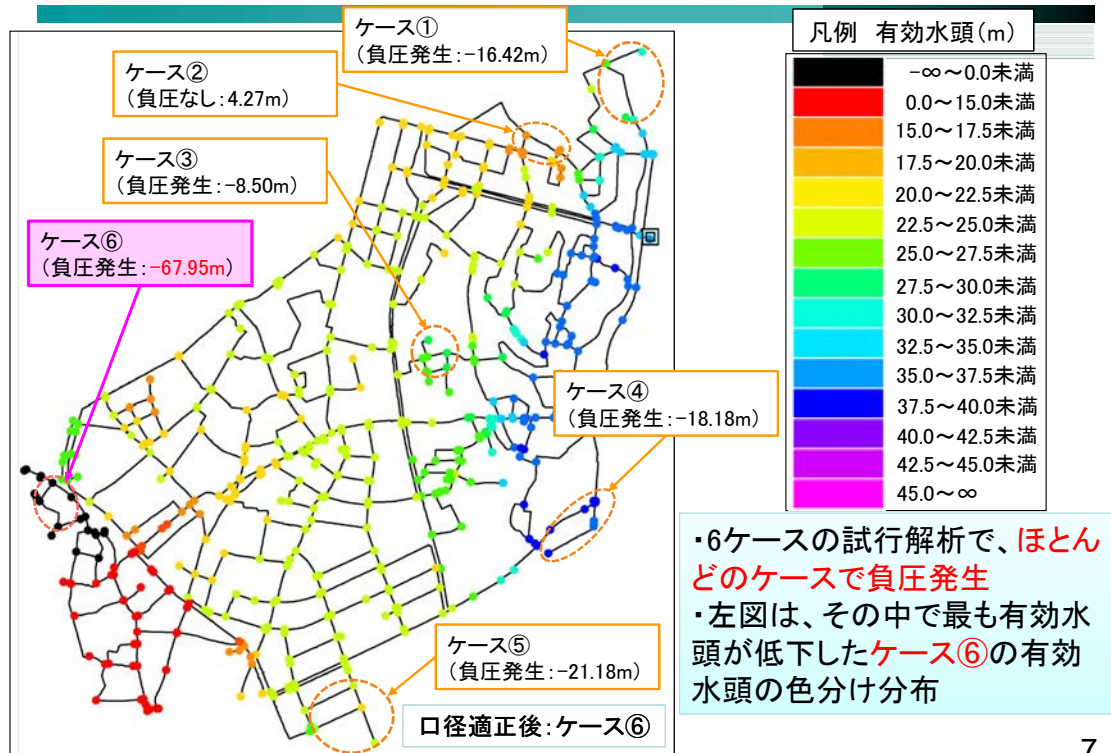 ケース①
(負圧発生:-16.42m)
ケース②
(負圧なし:4.27m)
ケース③
(負圧発生:-8.50m)
ケース⑥
(負圧発生:-67.95m)
ケース④
(負圧発生:-18.18m)
ケース⑤
(負圧発生:-21.18m)
口径適正後:ケース⑥
凡例 有効水頭(m)
-∞~0.0未満
0.0~15.0未満
15.0~17.5未満
17.5~20.0未満
20.0~22.5未満
22.5~25.0未満
25.0~27.5未満
27.5~30.0未満
30.0~32.5未満
32.5~35.0未満
35.0~37.5未満
37.5~40.0未満
40.0~42.5未満
42.5~45.0未満
45.0~∞
・6ケースの試行解析で、ほとん
どのケースで負圧発生
・左図は、その中で最も有効水
頭が低下したケース⑥の有効
水頭の色分け分布
7